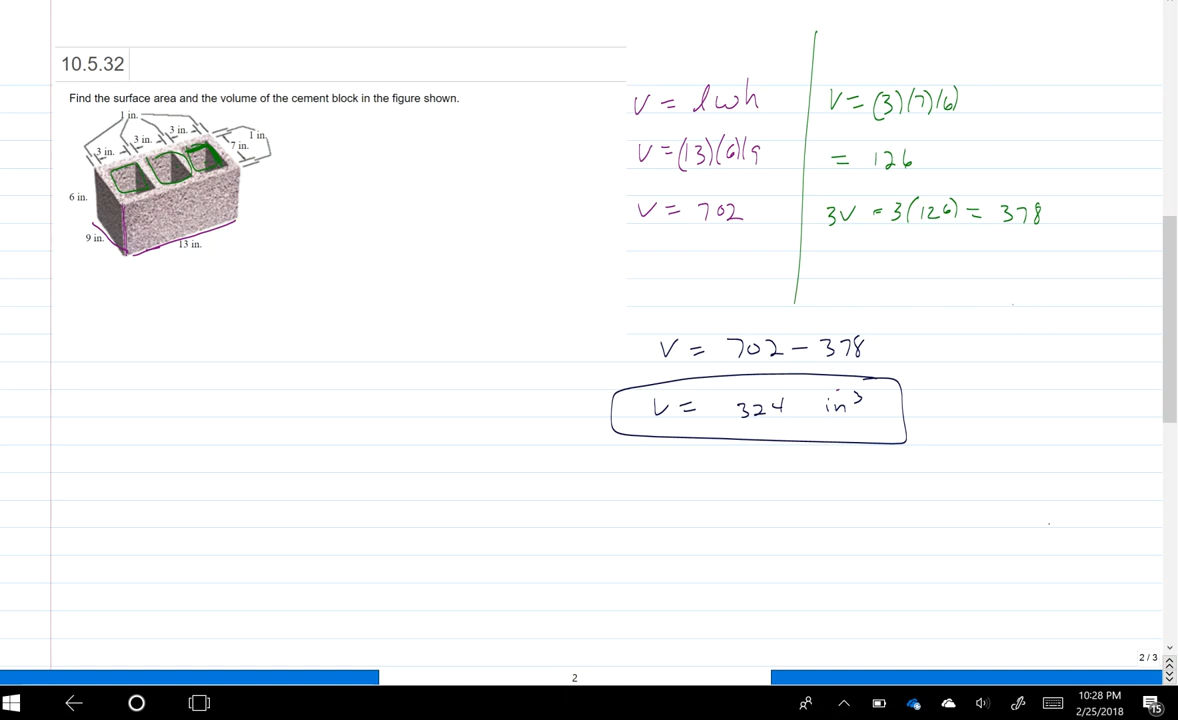 10.5.32
Find the surface area and the volume of the cement block in the figure shown.
1 in.
3 in.
3 in.
3 in.
1 in.
7 in.
6 in.
9 in.
13 in.
V = lwh
V = (13)(6)(9
V = 702
V = (3)(7)(6)
= 126
3V = 3(126) = 378
V = 702 - 378
V = 324 in³
2 / 3
2
10:28 PM
2/25/2018
15